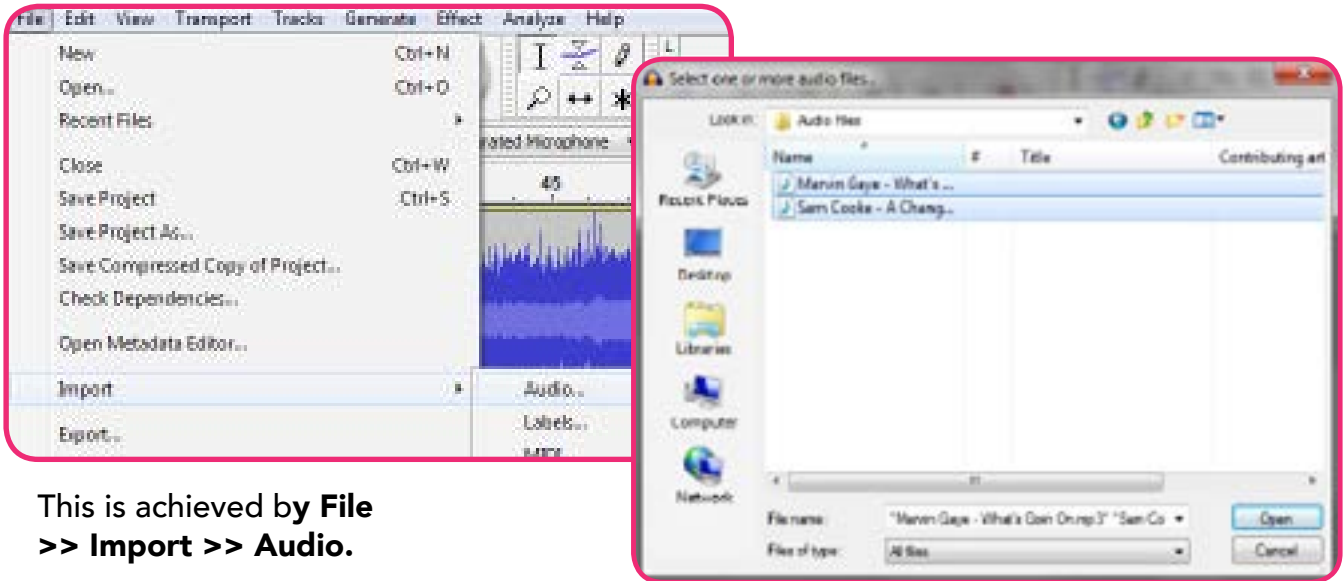 File Edit View Transport Tracks Generate Effect Analyze Help
New Ctrl+N
Open... Ctrl+O
Recent Files
Close Ctrl+W
Save Project Ctrl+S
Save Project As...
Save Compressed Copy of Project...
Check Dependencies...
Open Metadata Editor...
Import
Export...
Audio...
Labels...
MIDI
L
rated Microphone
45
Select one or more audio files...
Look in: Audio files
Name # Title Contributing art
Marvin Gaye - What's ...
Sam Cooke - A Chang...
Recent Places
Desktop
Libraries
Computer
Network
File name: "Marvin Gaye - What's Goin On.mp3" "Sam Co
Open
Files of type: All files
Cancel
This is achieved by File
>> Import >> Audio.